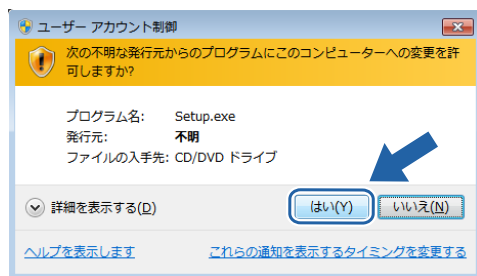 ユーザー アカウント制御
次の不明な発行元からのプログラムにこのコンピューターへの変更を許
可しますか?
プログラム名: Setup.exe
発行元: 不明
ファイルの入手先: CD/DVD ドライブ
詳細を表示する(D) はい(Y) いいえ(N)
ヘルプを表示します これらの通知を表示するタイミングを変更する